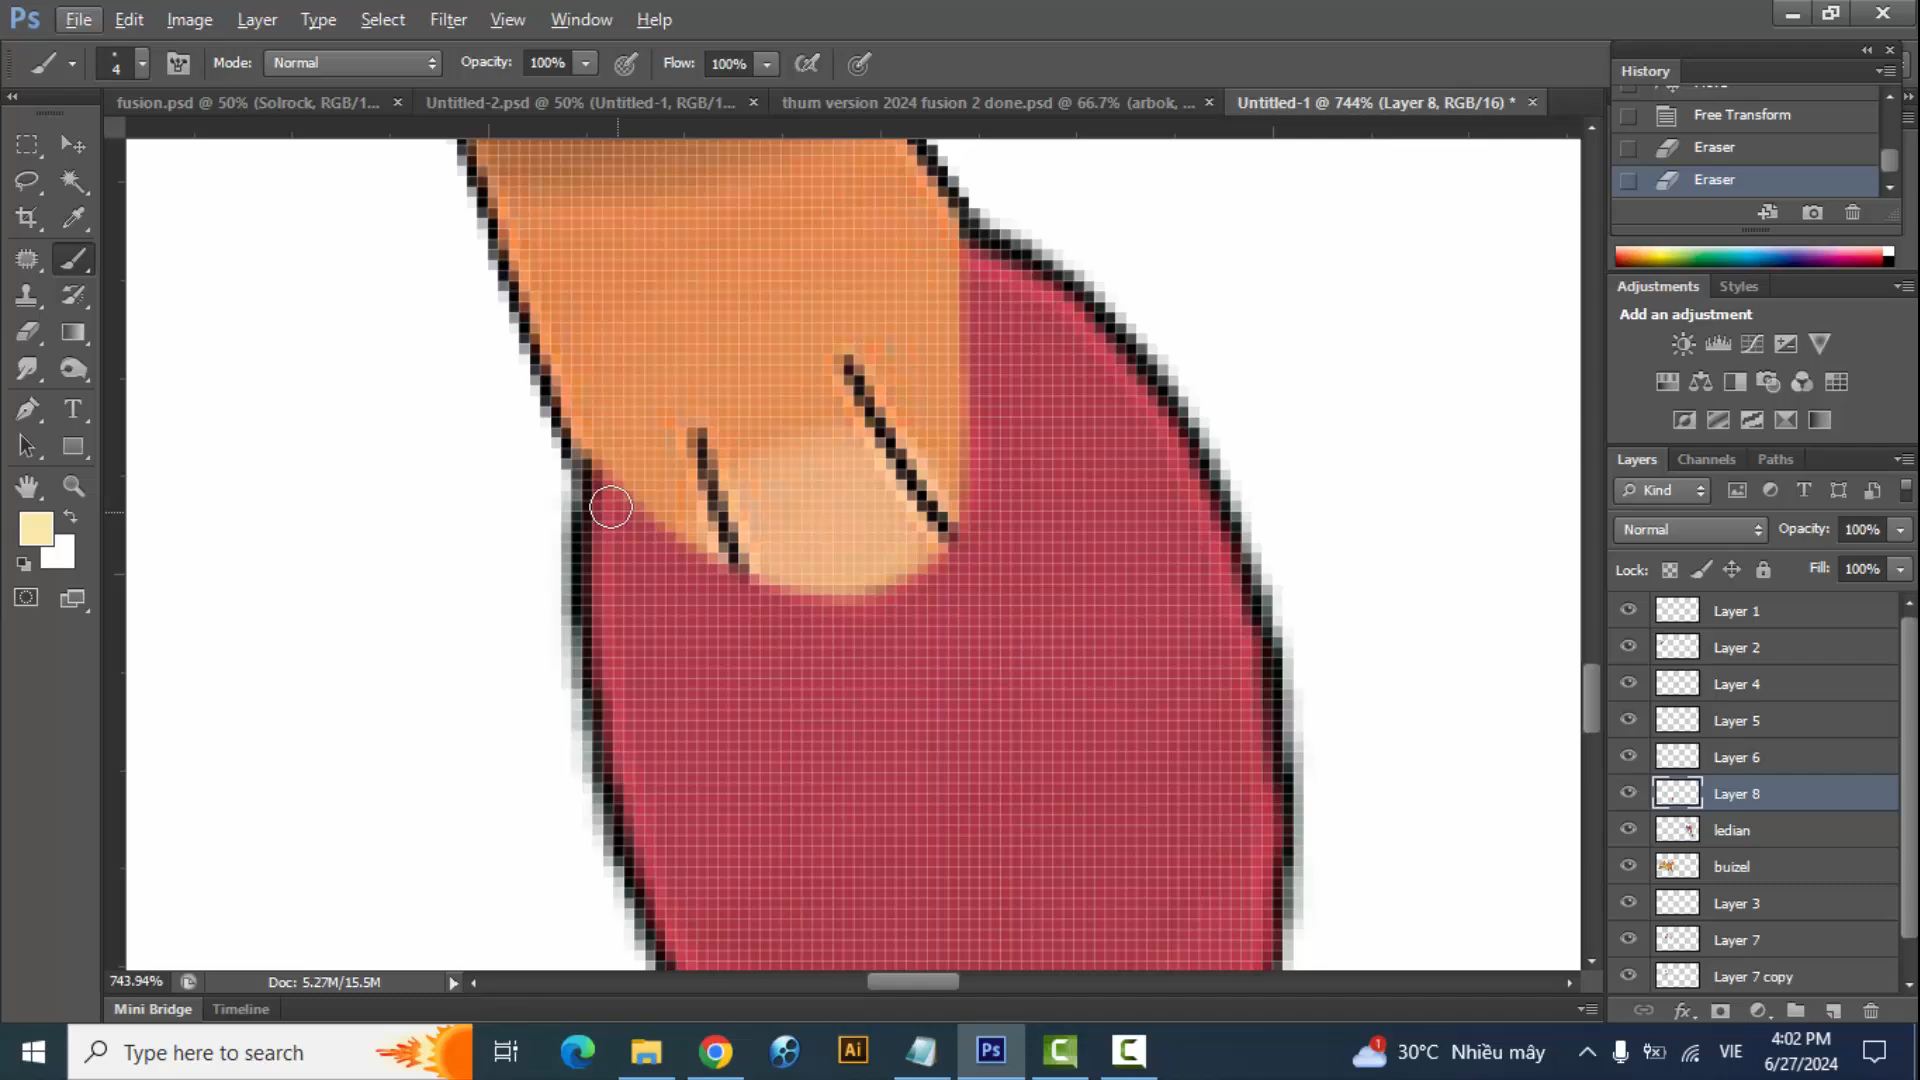 Ps File Edit Image Layer Type Select Filter View Window Help
4 Mode: Normal Opacity: 100% Flow: 100%
fusion.psd @ 50% (Solrock, RGB/1... × Untitled-2.psd @ 50% (Untitled-1, RGB/1... × thum version 2024 fusion 2 done.psd @ 66.7% (arbok, ... × Untitled-1 @ 744% (Layer 8, RGB/16) * ×
History
Free Transform
Eraser
Eraser
Adjustments Styles
Add an adjustment
Layers Channels Paths
Kind
Normal Opacity: 100%
Lock: Fill: 100%
Layer 1
Layer 2
Layer 4
Layer 5
Layer 6
Layer 8
ledian
buizel
Layer 3
Layer 7
Layer 7 copy
743.94% Doc: 5.27M/15.5M
Mini Bridge Timeline
Type here to search Ai Ps 1 30°C Nhiều mây VIE 4:02 PM
6/27/2024